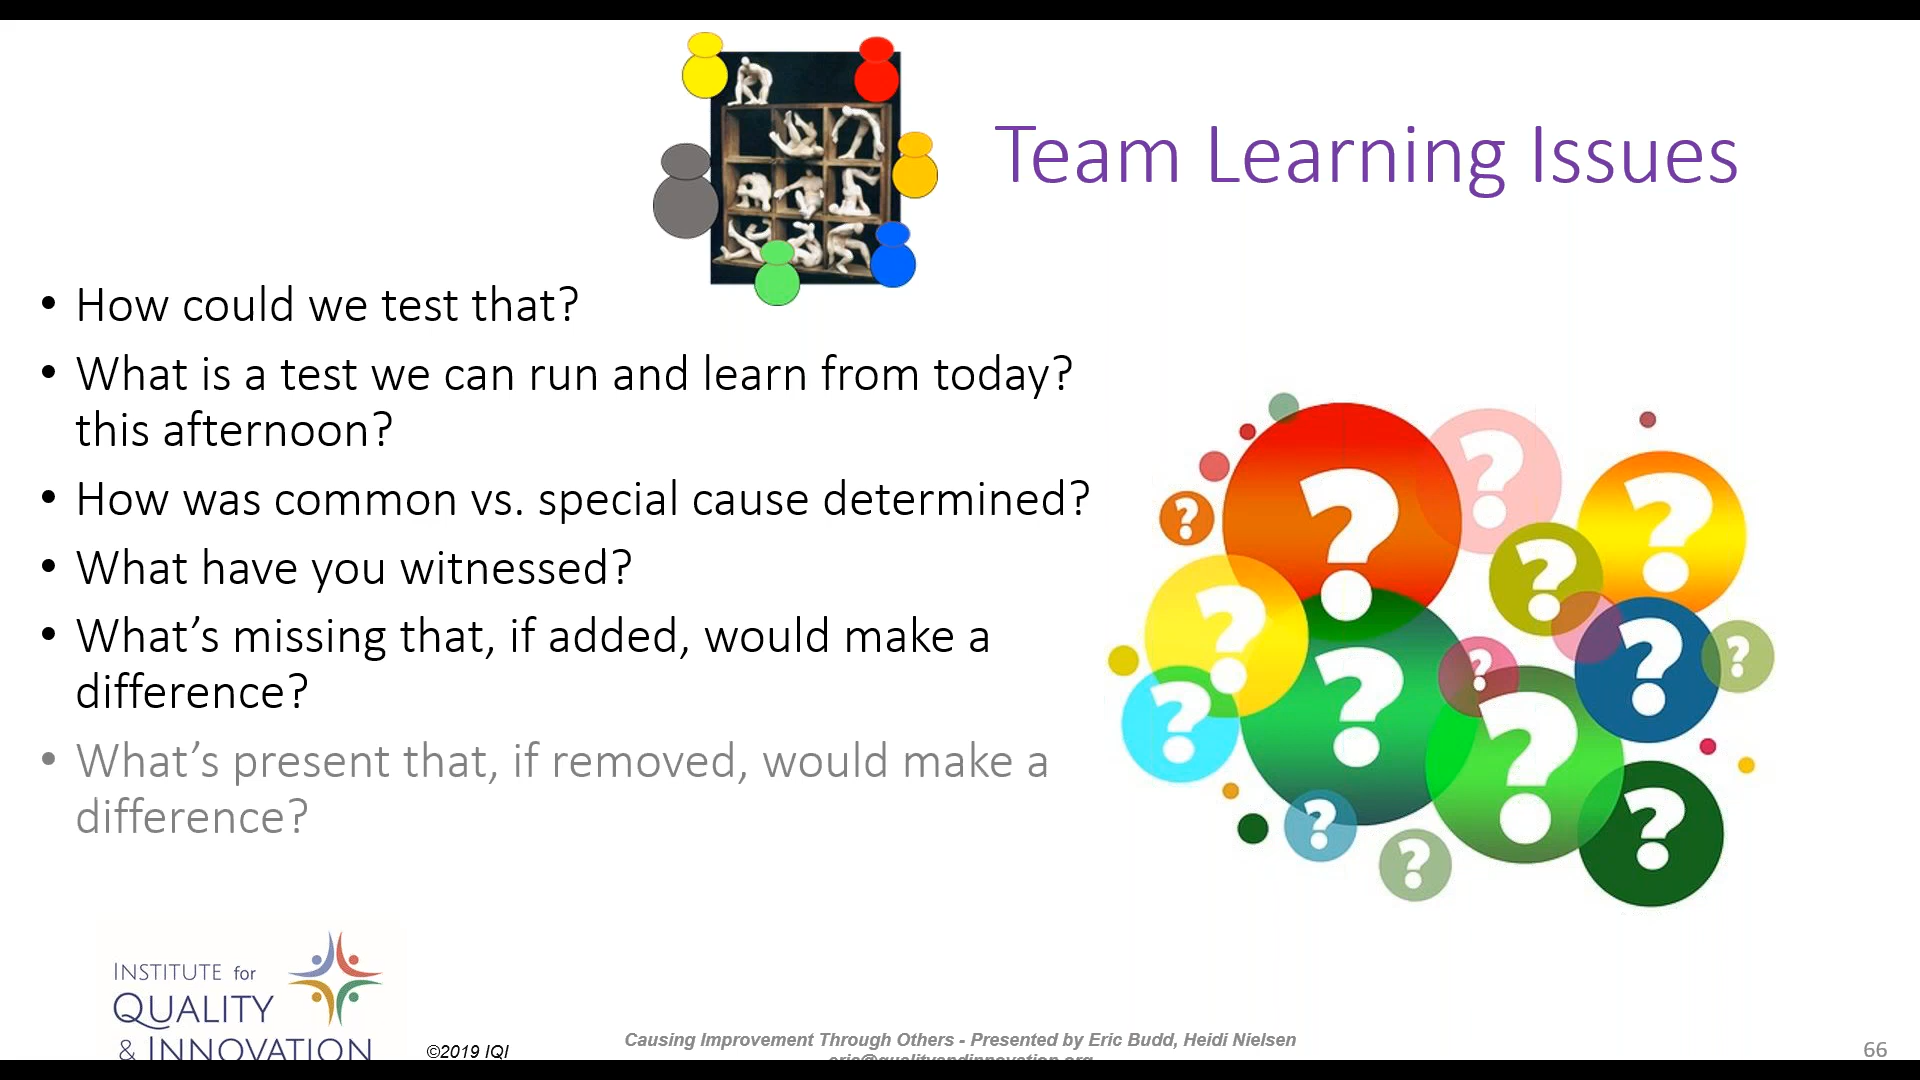 Team Learning Issues
• How could we test that?
• What is a test we can run and learn from today?
this afternoon?
• How was common vs. special cause determined?
• What have you witnessed?
• What’s missing that, if added, would make a
difference?
• What’s present that, if removed, would make a
difference?
? ? ? ? ? ? ? ? ? ? ? ? ? ? ?
INSTITUTE for
QUALITY
& INNOVATION
©2019 IQI
Causing Improvement Through Others - Presented by Eric Budd, Heidi Nielsen
eric@qualityandinnovation.org
66